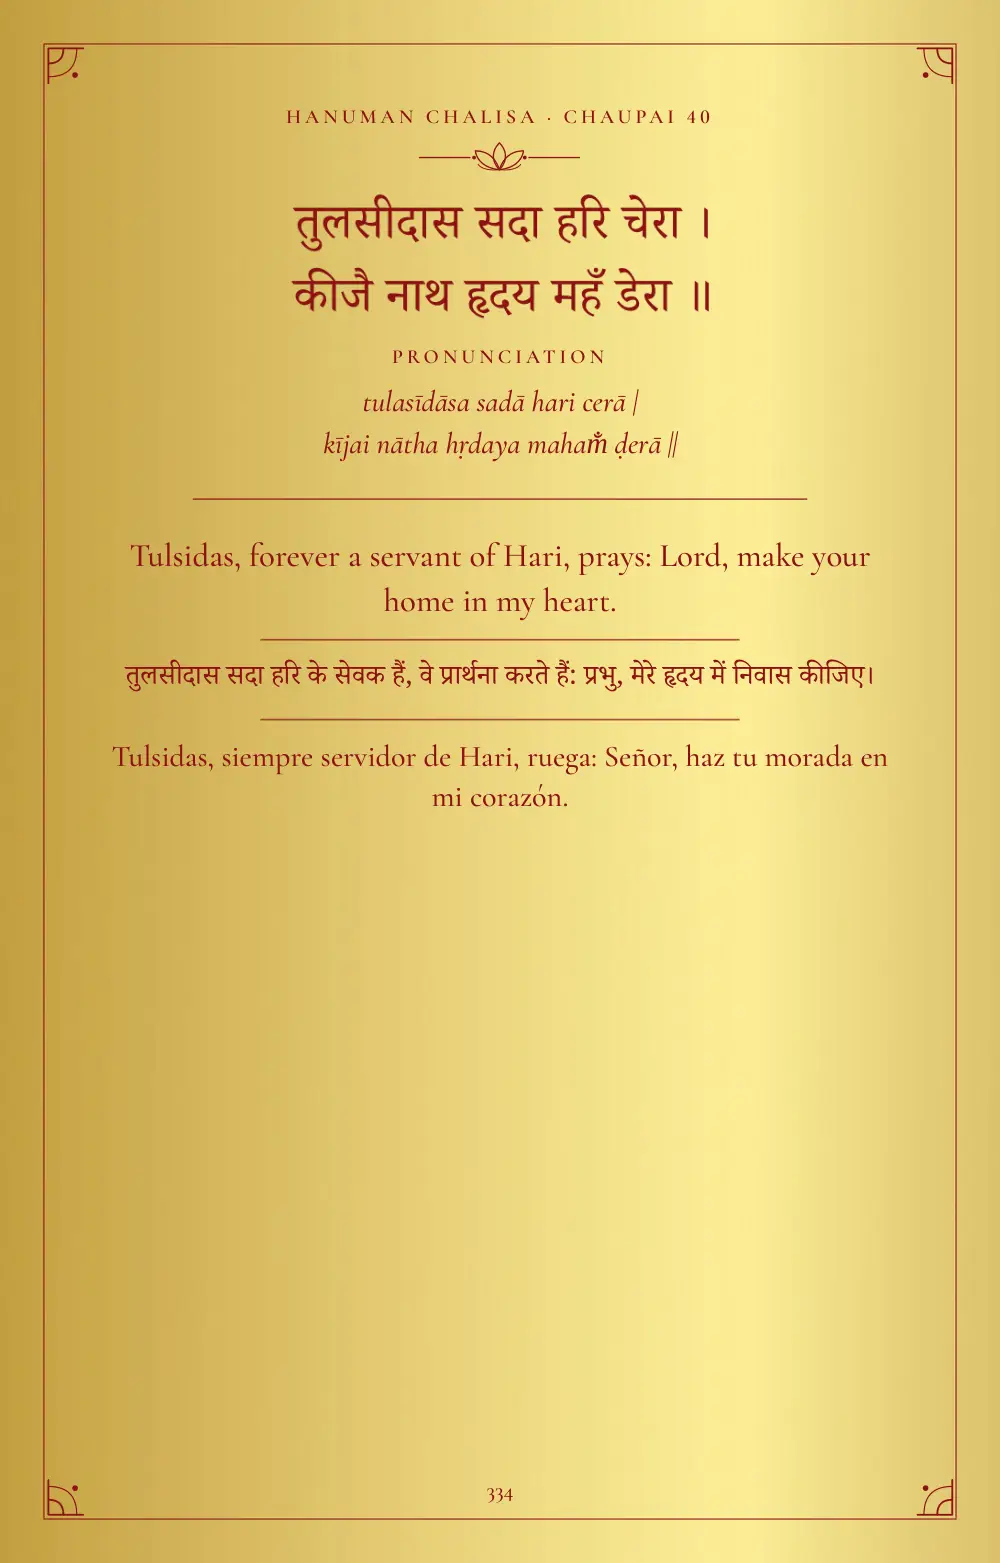 HANUMAN CHALISA · CHAUPAI 40
तुलसीदास सदा हरि चेरा ।
कीजै नाथ हृदय महँ डेरा ॥
PRONUNCIATION
tulasīdāsa sadā hari cerā |
kījai nātha hṛdaya maham̐ ḍerā ||
Tulsidas, forever a servant of Hari, prays: Lord, make your
home in my heart.
तुलसीदास सदा हरि के सेवक हैं, वे प्रार्थना करते हैं: प्रभु, मेरे हृदय में निवास कीजिए।
Tulsidas, siempre servidor de Hari, ruega: Señor, haz tu morada en
mi corazón.
334